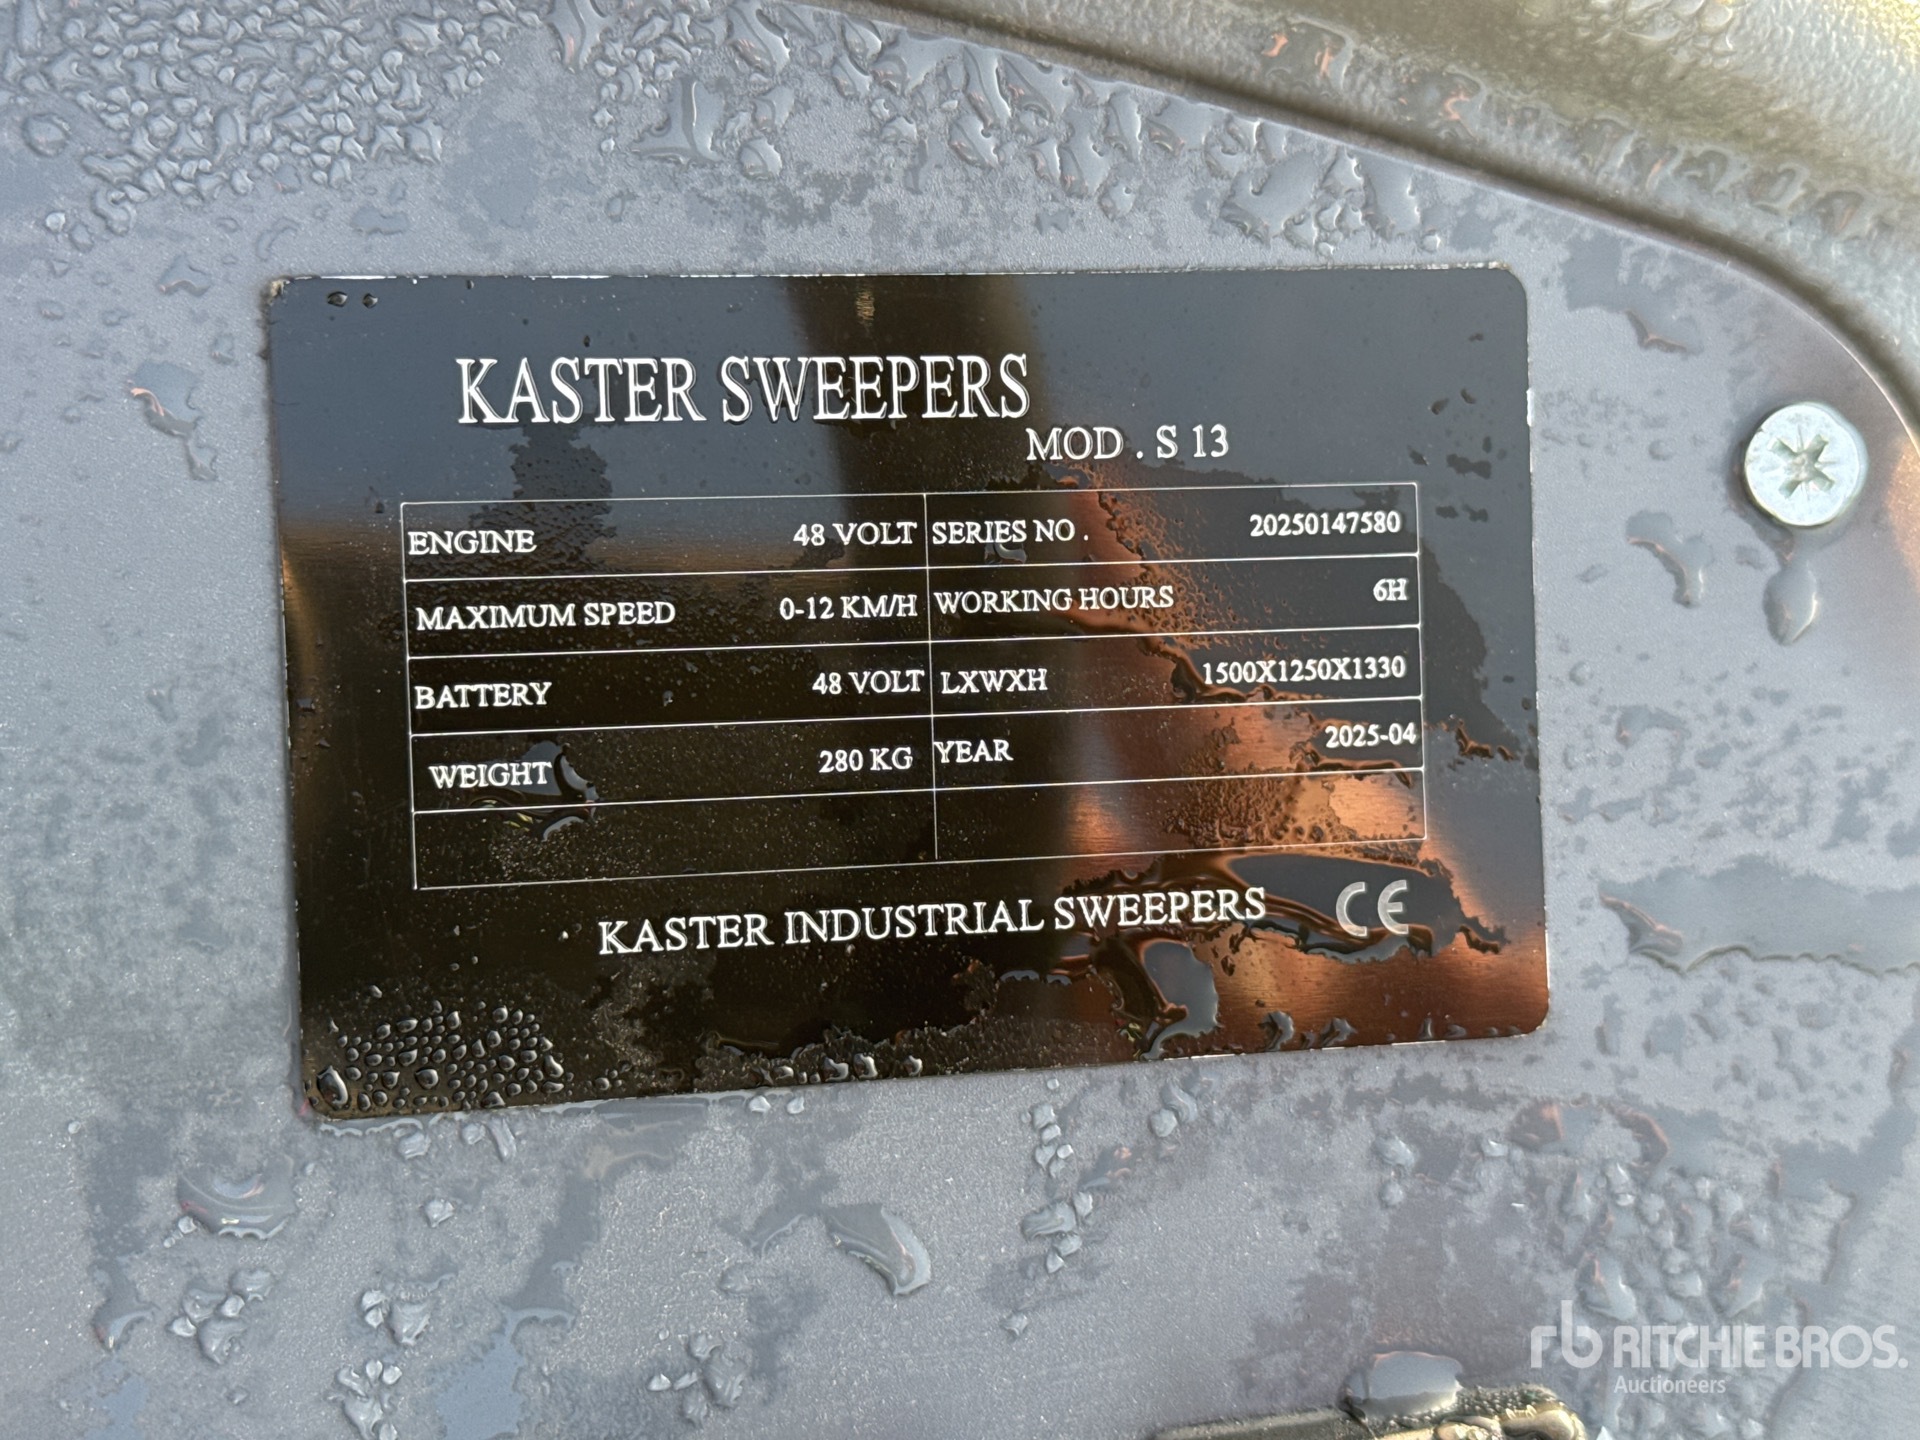 KASTER SWEEPERS
MOD . S 13
ENGINE 48 VOLT SERIES NO . 20250147580
MAXIMUM SPEED 0-12 KM/H WORKING HOURS 6H
BATTERY 48 VOLT LXWXH 1500X1250X1330
WEIGHT 280 KG YEAR 2025-04
KASTER INDUSTRIAL SWEEPERS CE
rb RITCHIE BROS.
Auctioneers